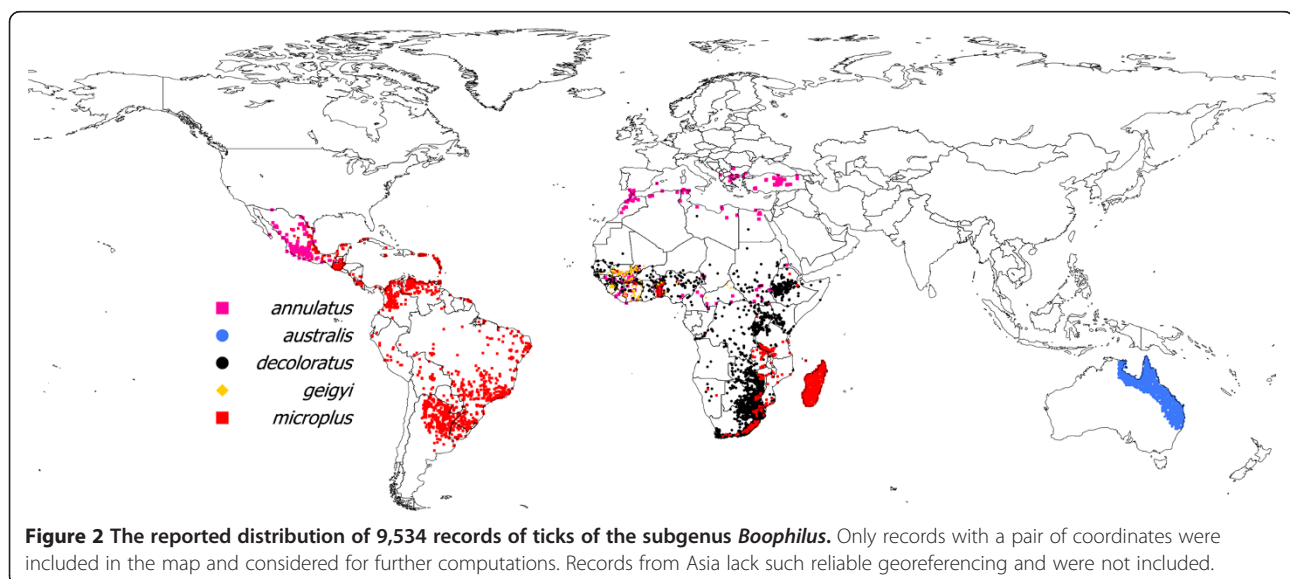 annulatus
australis
decoloratus
geigyi
microplus
Figure 2 The reported distribution of 9,534 records of ticks of the subgenus Boophilus. Only records with a pair of coordinates were
included in the map and considered for further computations. Records from Asia lack such reliable georeferencing and were not included.